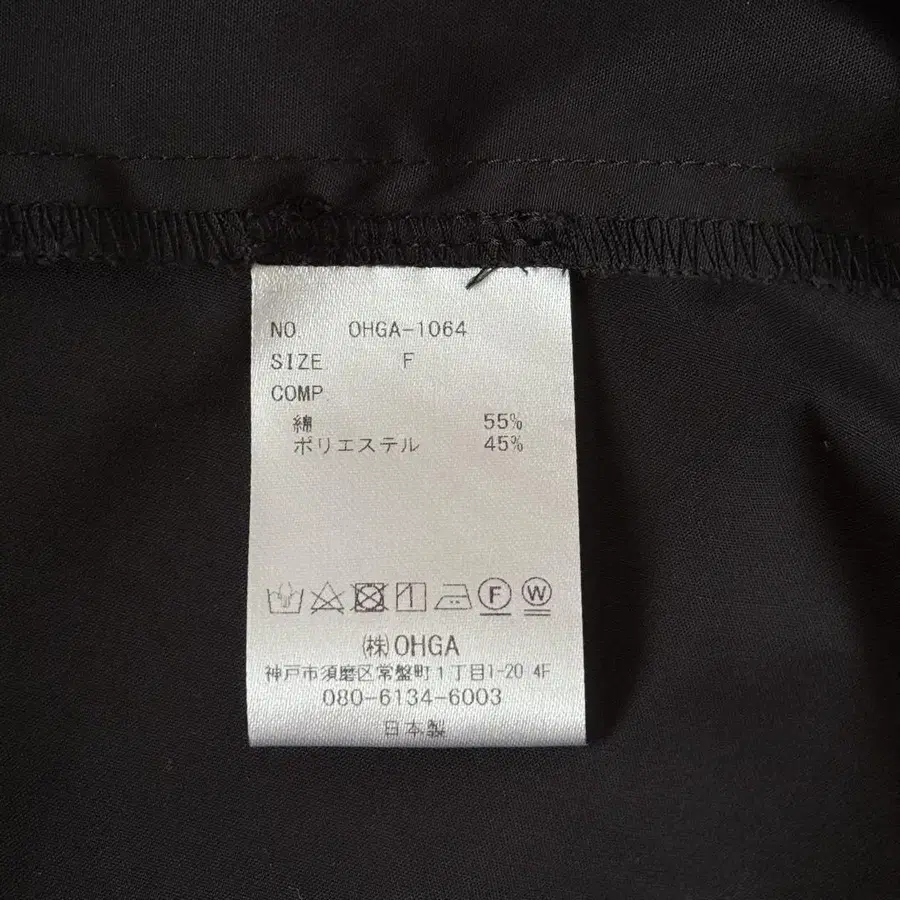 NO. OHGA-1064
SIZE F
COMP
綿 55%
ポリエステル 45%
F W
㈱OHGA
神戸市須磨区常盤町1丁目1-20 4F
080-6134-6003
日本製